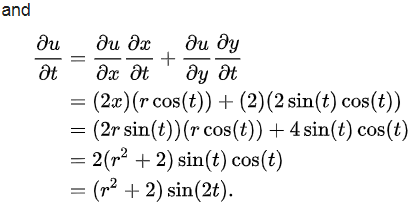 and
∂u/∂t = ∂u/∂x ∂x/∂t + ∂u/∂y ∂y/∂t
= (2x)(r cos(t)) + (2)(2 sin(t) cos(t))
= (2r sin(t))(r cos(t)) + 4 sin(t) cos(t)
= 2(r² + 2) sin(t) cos(t)
= (r² + 2) sin(2t).